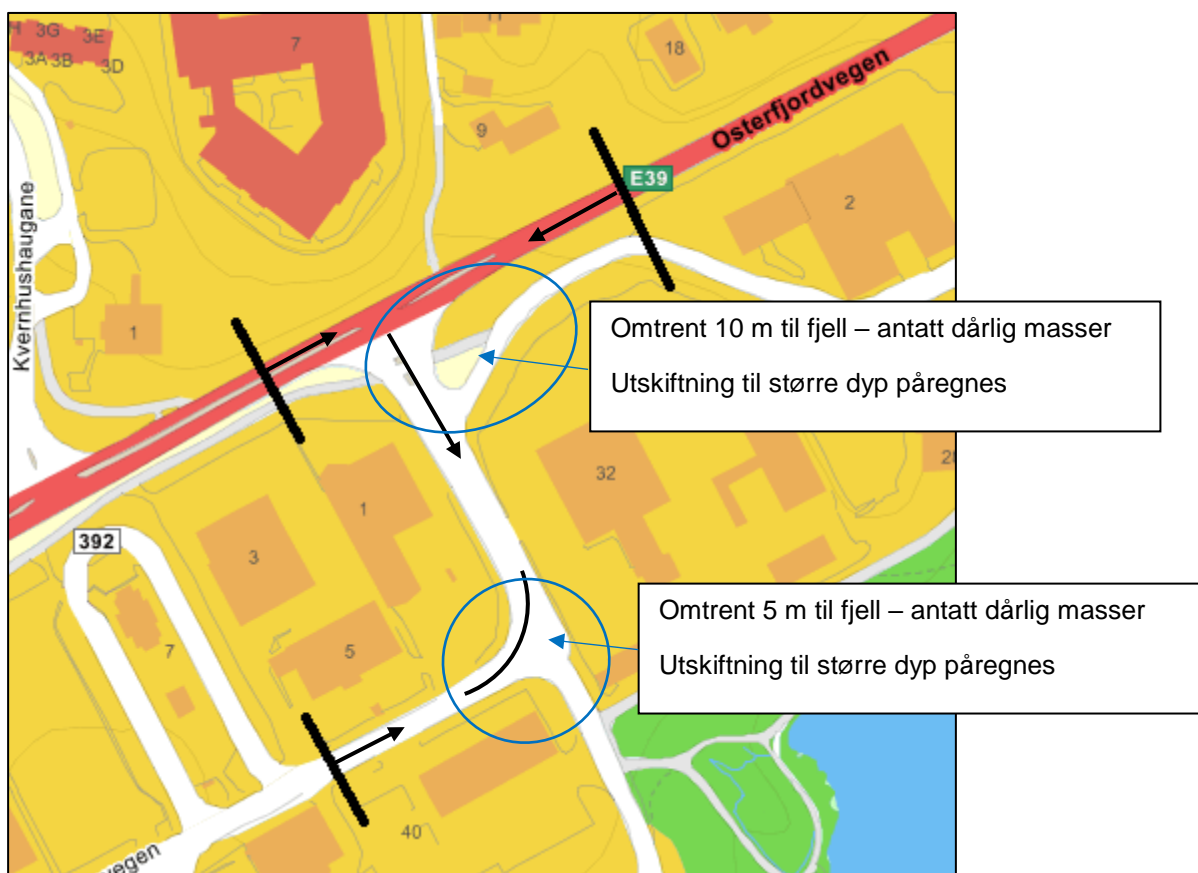 3G
3E
3A
3B
3D
7
18
9
Osterfjordvegen
E39
2
Kvernhushaugane
1
Omtrent 10 m til fjell – antatt dårlig masser
Utskiftning til større dyp påregnes
32
1
3
392
Omtrent 5 m til fjell – antatt dårlig masser
Utskiftning til større dyp påregnes
5
7
40
vegen